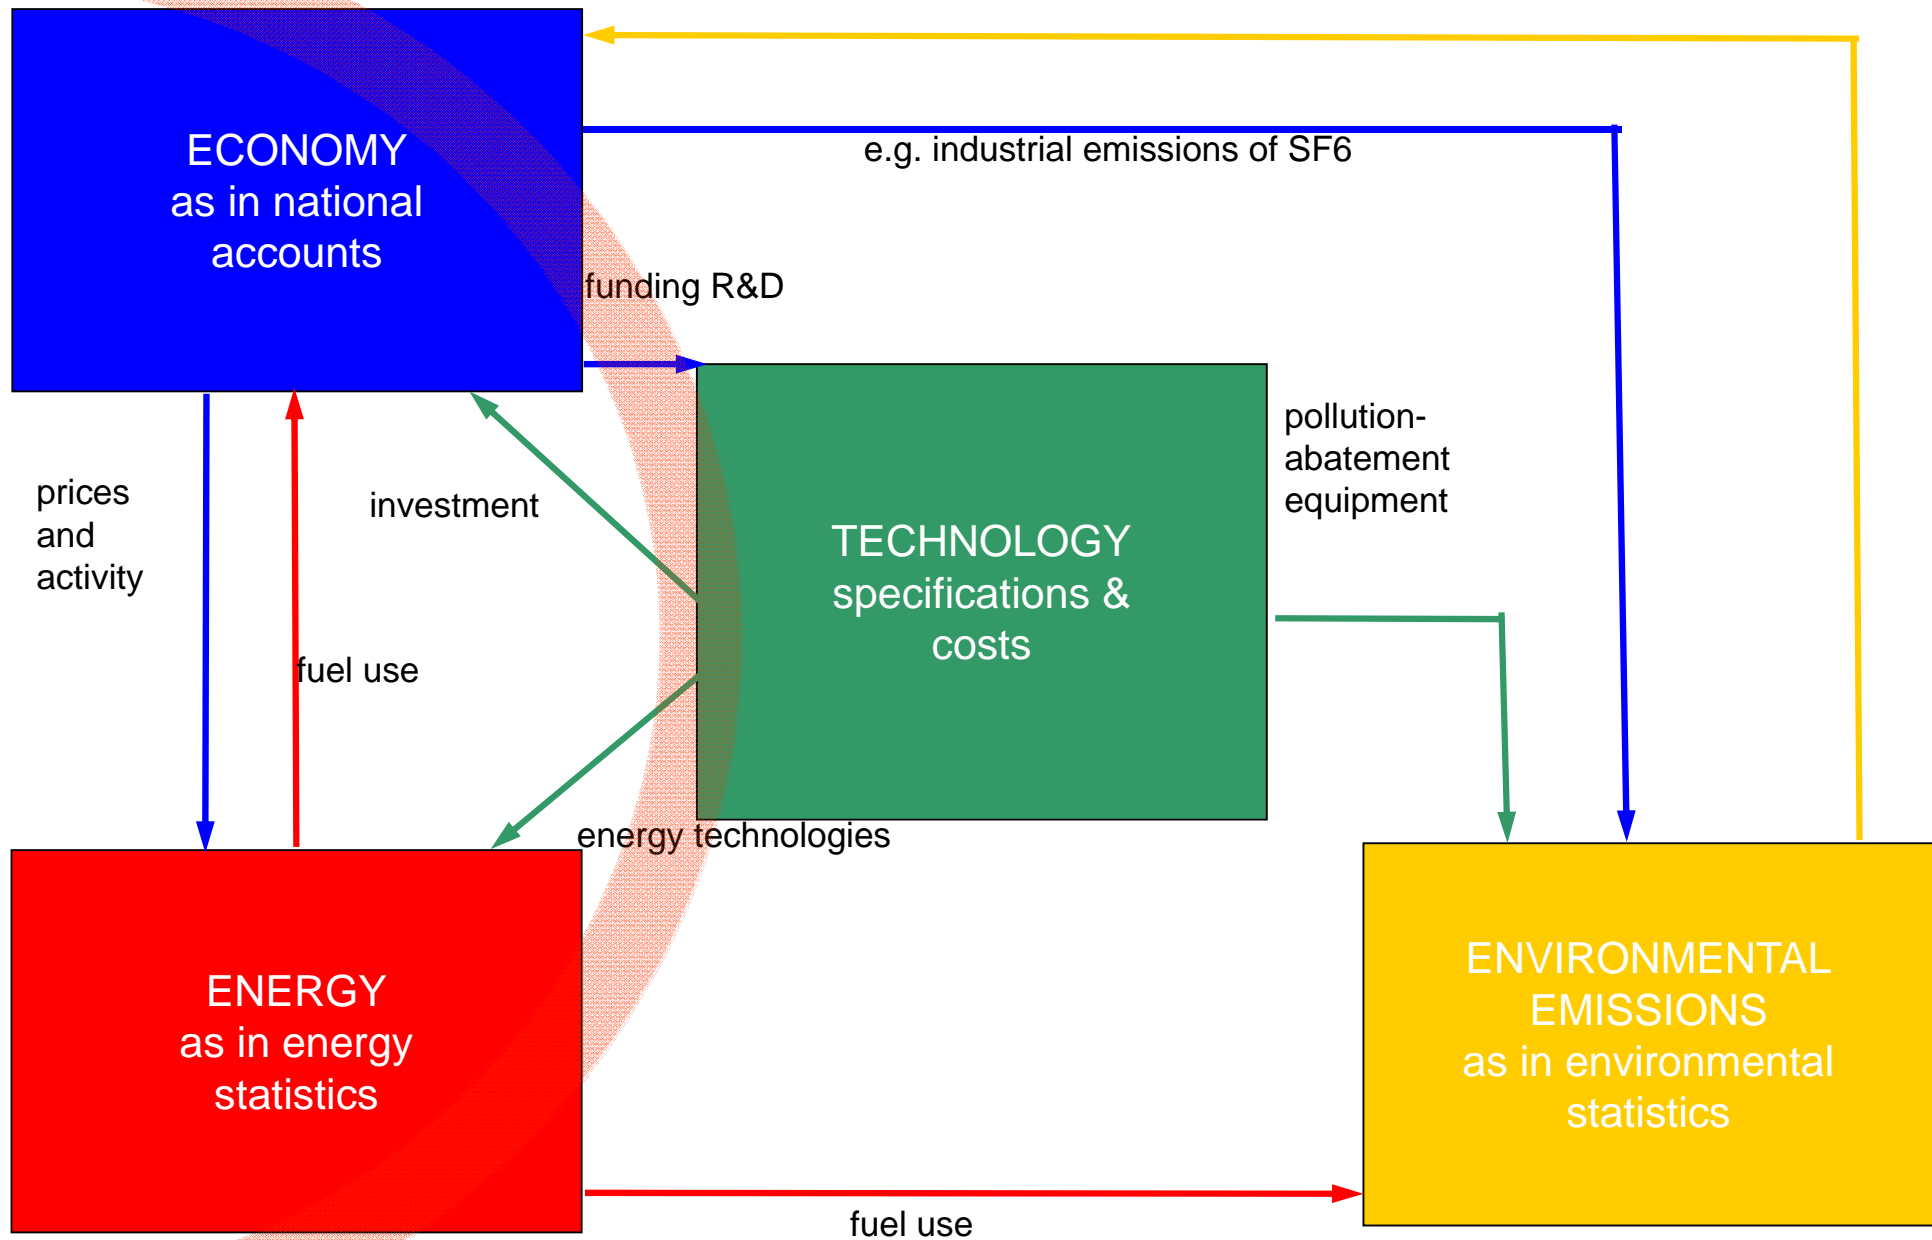 ECONOMY
as in national
accounts
e.g. industrial emissions of SF6
funding R&D
pollution-
abatement
equipment
prices
and
activity
investment
TECHNOLOGY
specifications &
costs
fuel use
energy technologies
ENERGY
as in energy
statistics
ENVIRONMENTAL
EMISSIONS
as in environmental
statistics
fuel use